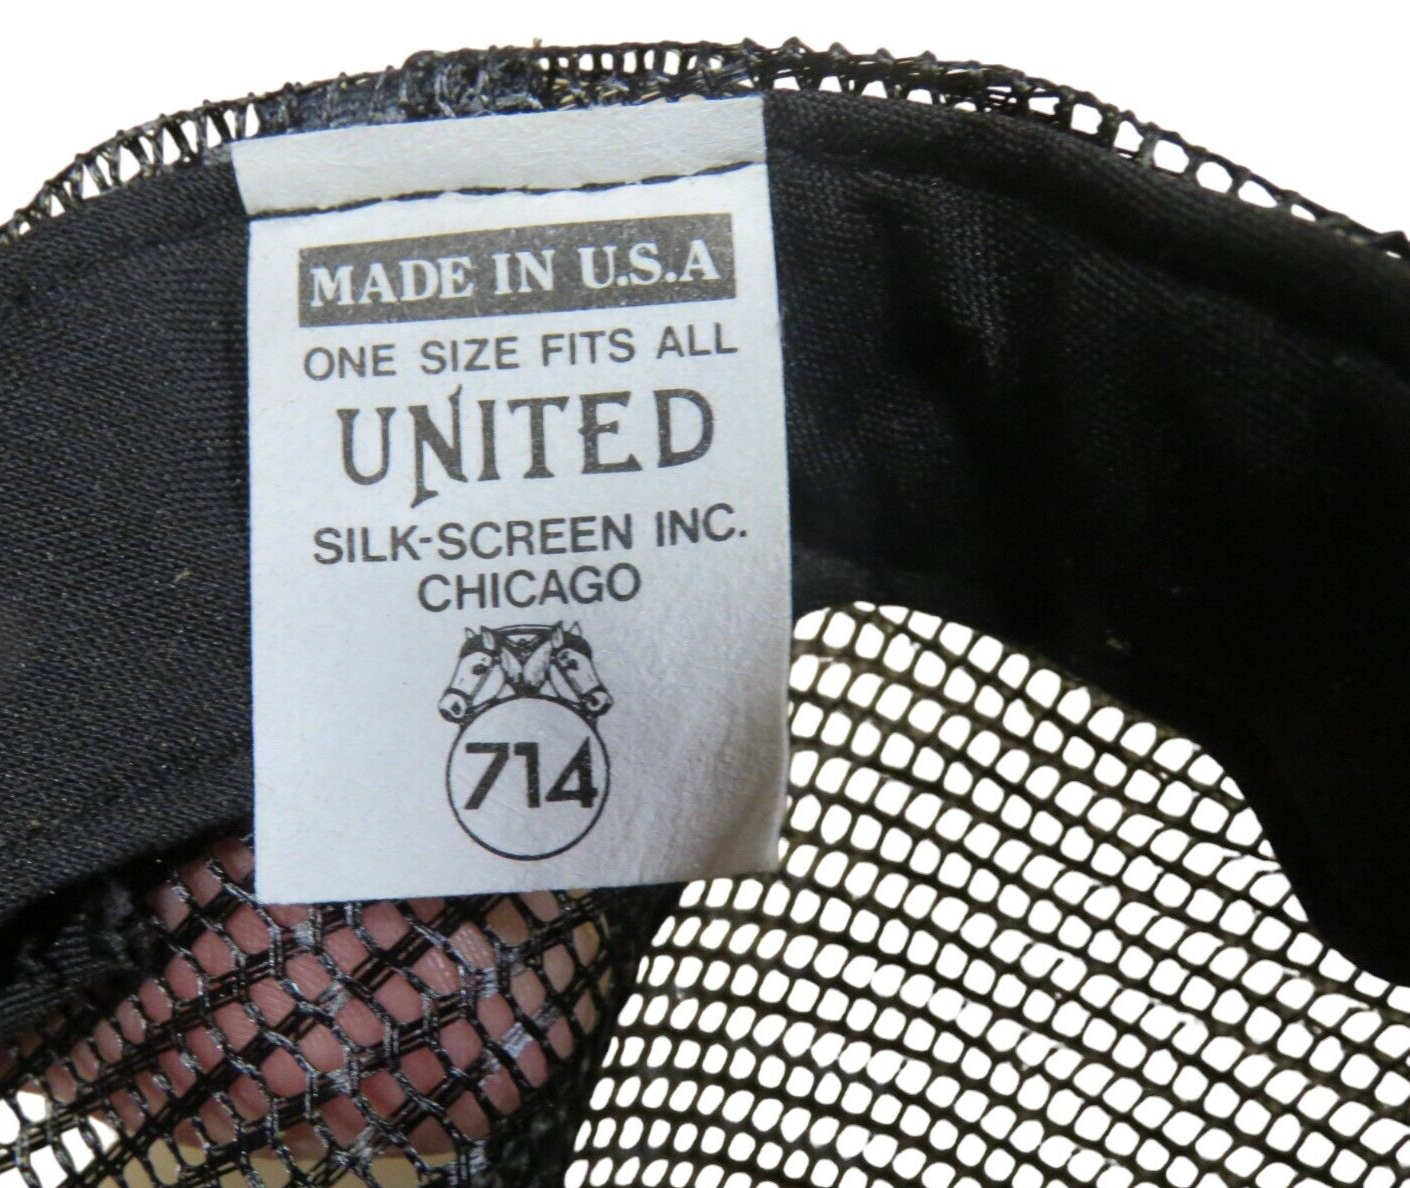 MADE IN U.S.A
ONE SIZE FITS ALL
UNITED
SILK-SCREEN INC.
CHICAGO
714